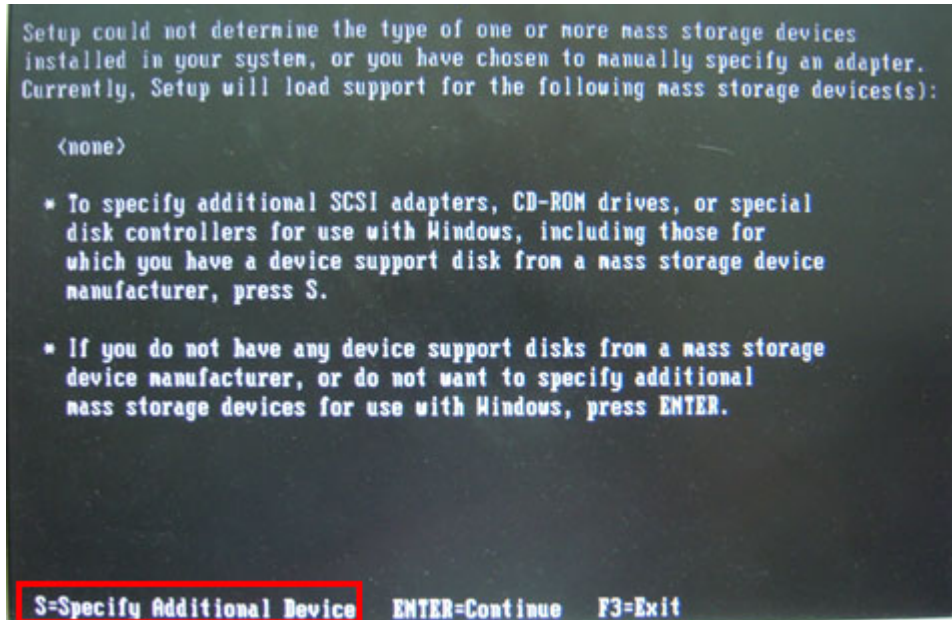 Setup could not determine the type of one or more mass storage devices
installed in your system, or you have chosen to manually specify an adapter.
Currently, Setup will load support for the following mass storage devices(s):
<none>
* To specify additional SCSI adapters, CD-ROM drives, or special
disk controllers for use with Windows, including those for
which you have a device support disk from a mass storage device
manufacturer, press S.
* If you do not have any device support disks from a mass storage
device manufacturer, or do not want to specify additional
mass storage devices for use with Windows, press ENTER.
S=Specify Additional Device ENTER=Continue F3=Exit